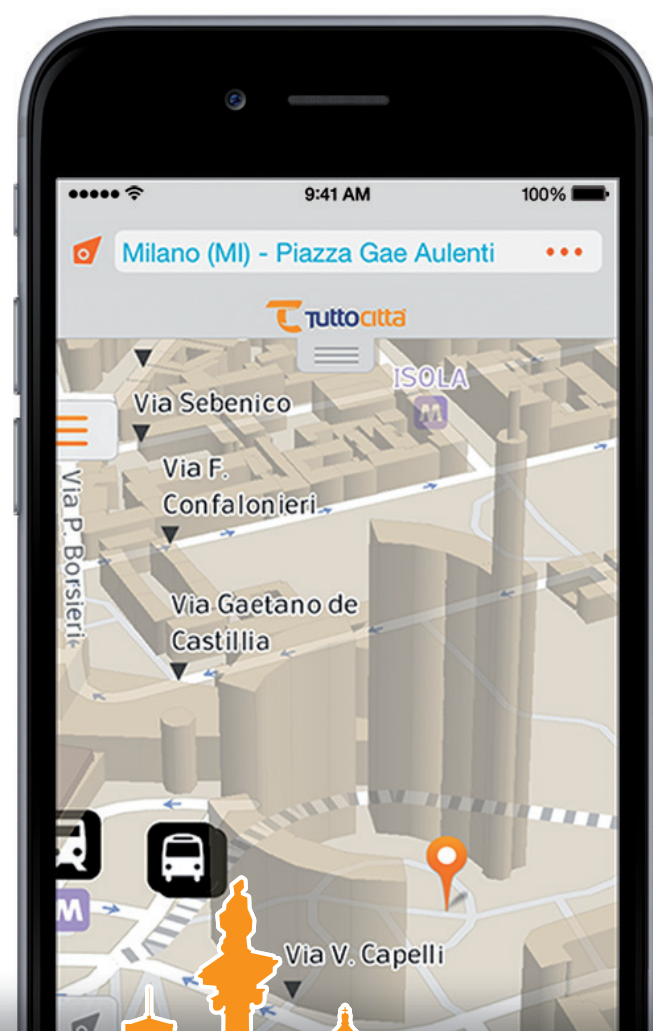 9:41 AM
100%
Milano (MI) - Piazza Gae Aulenti
TUTTOCITTÀ
ISOLA
M
Via Sebenico
Via F.
Confalonieri
Via P. Borsieri
Via Gaetano de
Castillia
M
Via V. Capelli